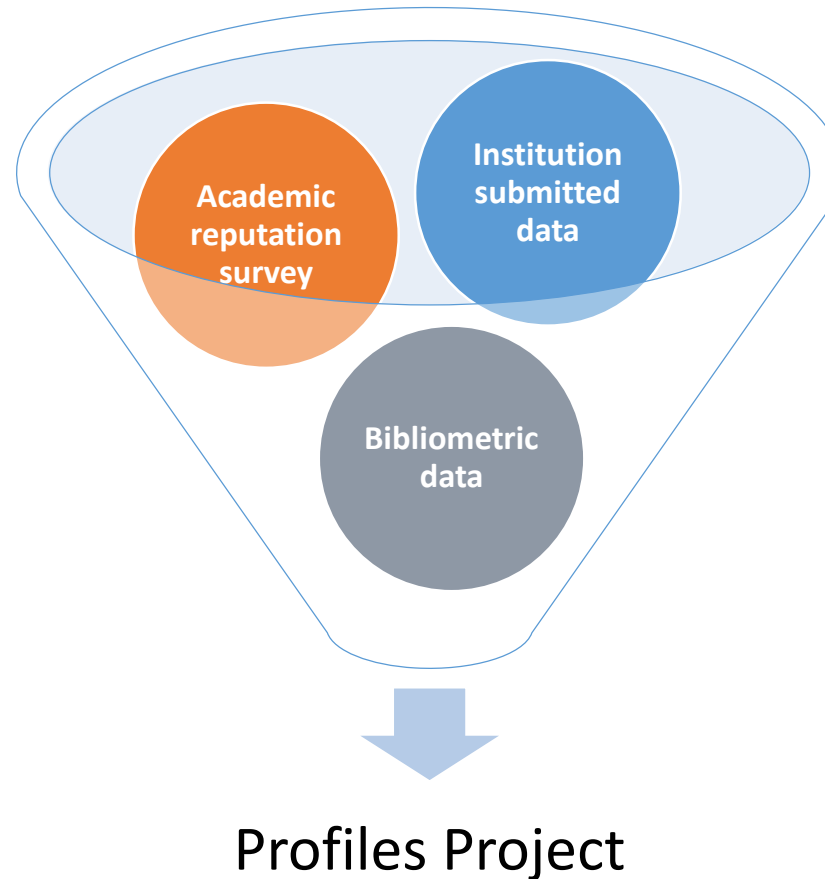 Academic
reputation
survey
Institution
submitted
data
Bibliometric
data
Profiles Project